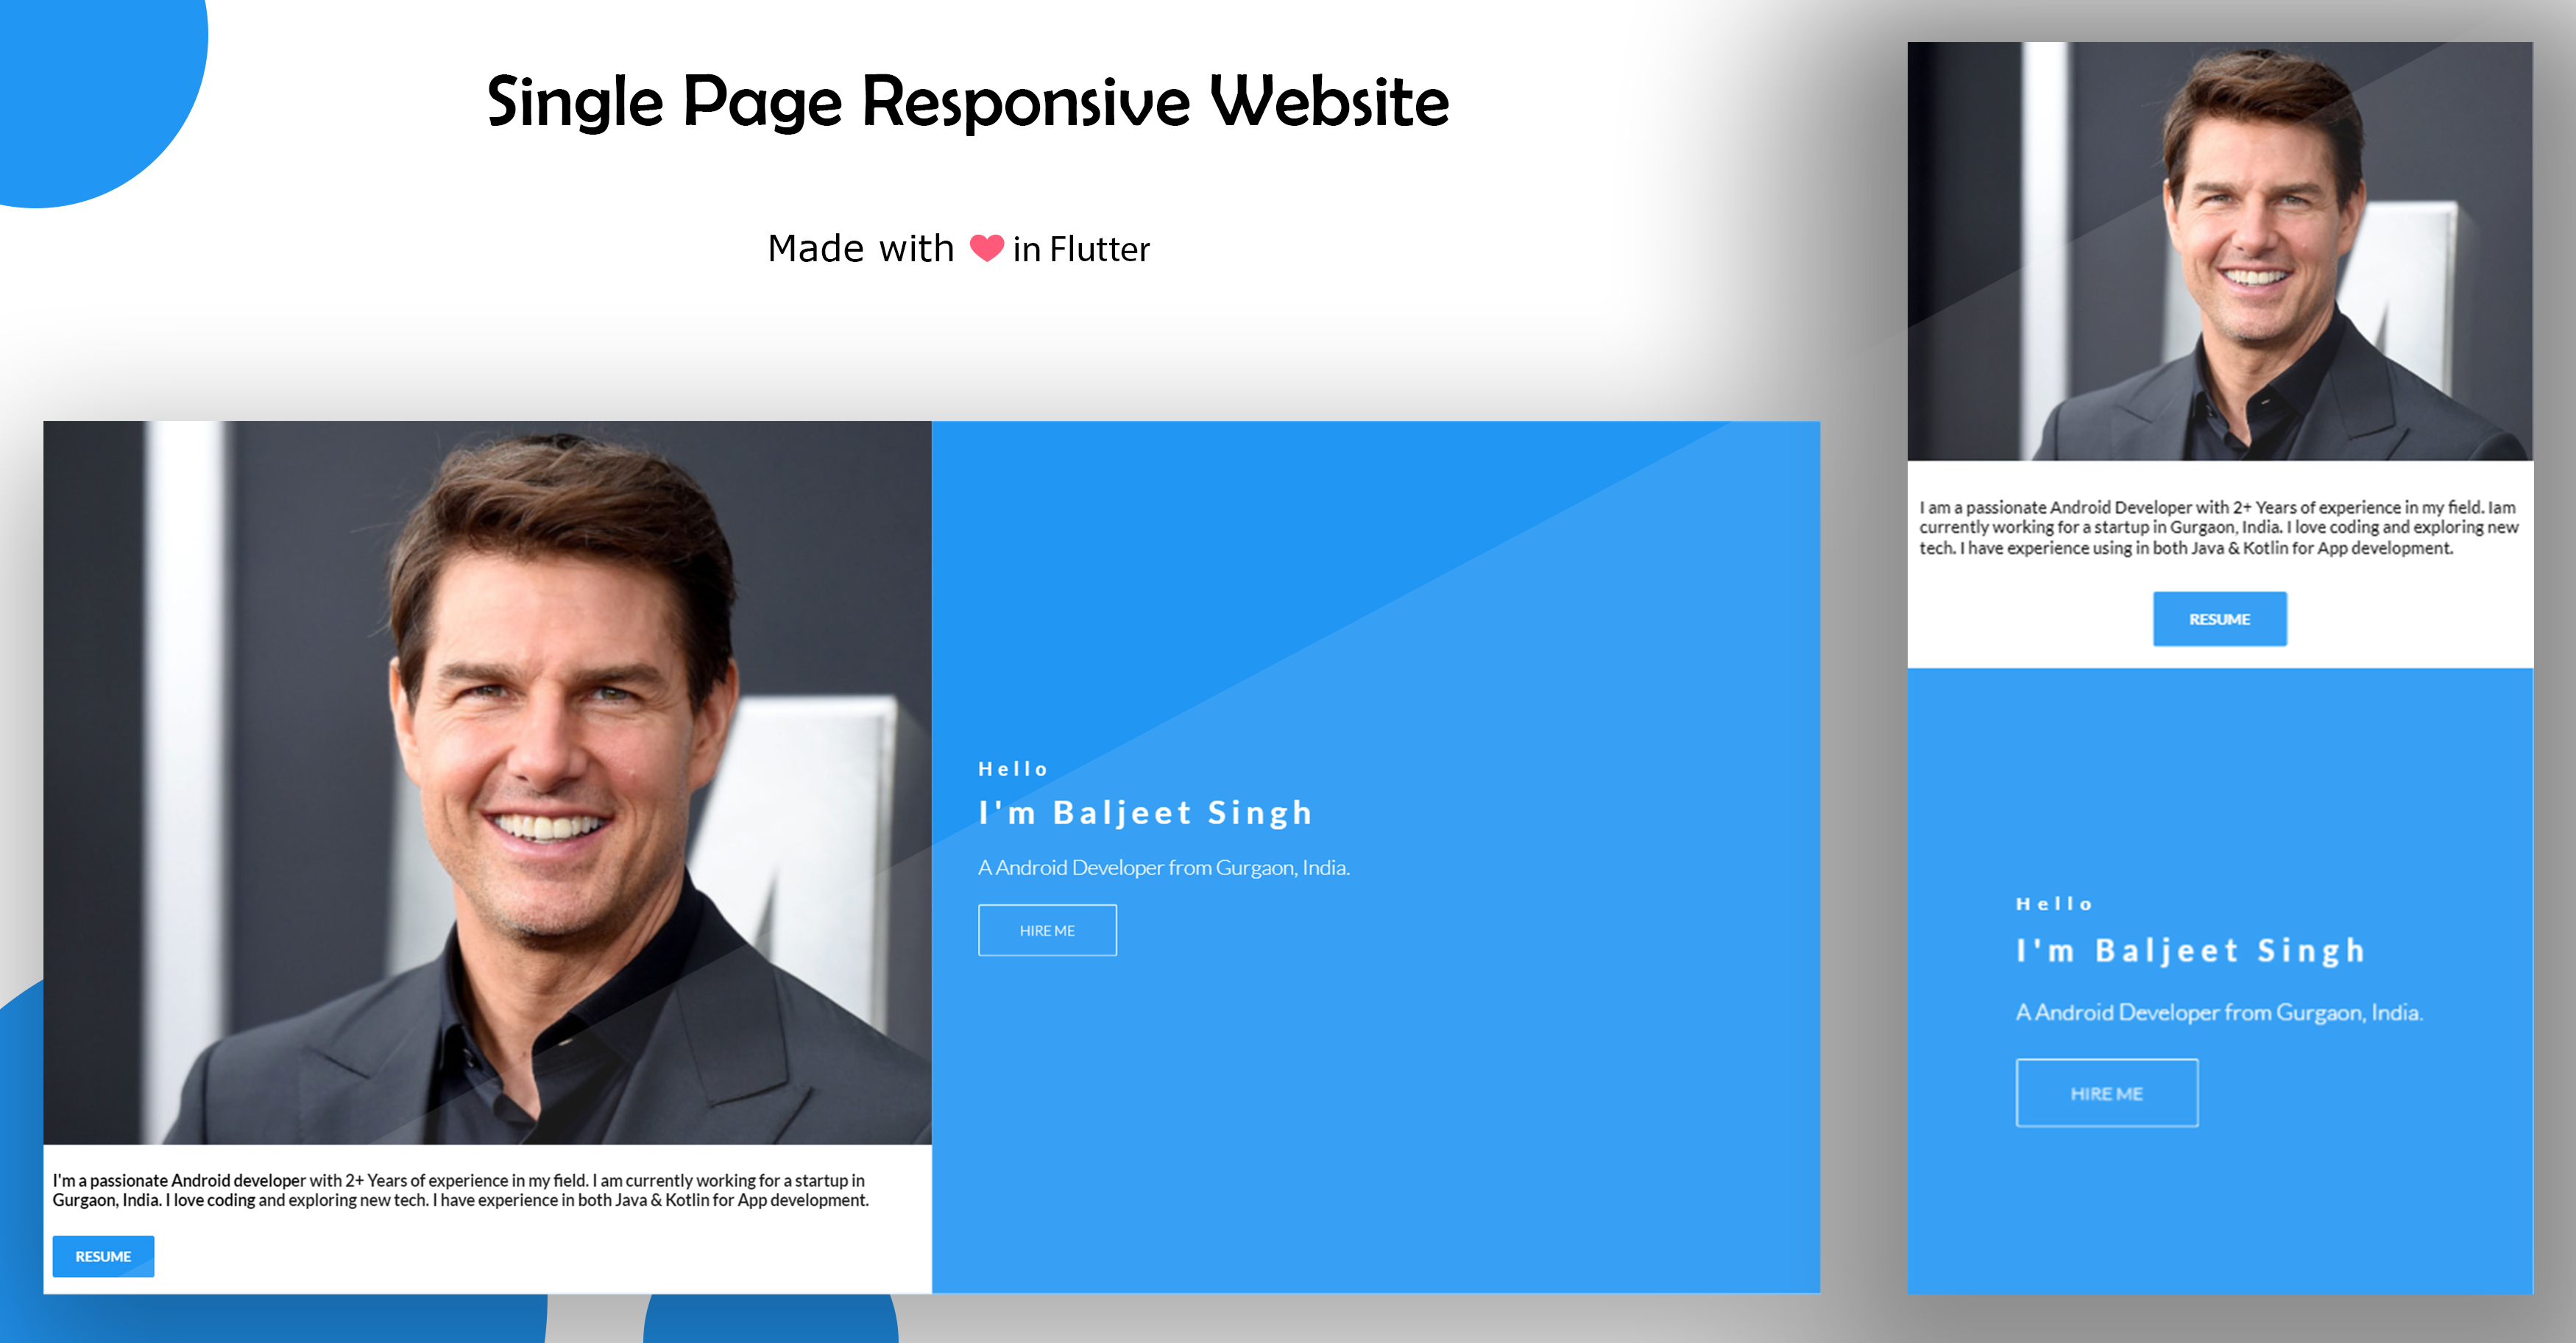 Single Page Responsive Website
Made with ❤ in Flutter
I'm a passionate Android developer with 2+ Years of experience in my field. I am currently working for a startup in
Gurgaon, India. I love coding and exploring new tech. I have experience in both Java & Kotlin for App development.
RESUME
Hello
I'm Baljeet Singh
A Android Developer from Gurgaon, India.
HIRE ME
I am a passionate Android Developer with 2+ Years of experience in my field. Iam
currently working for a startup in Gurgaon, India. I love coding and exploring new
tech. I have experience using in both Java & Kotlin for App development.
RESUME
Hello
I'm Baljeet Singh
A Android Developer from Gurgaon, India.
HIRE ME